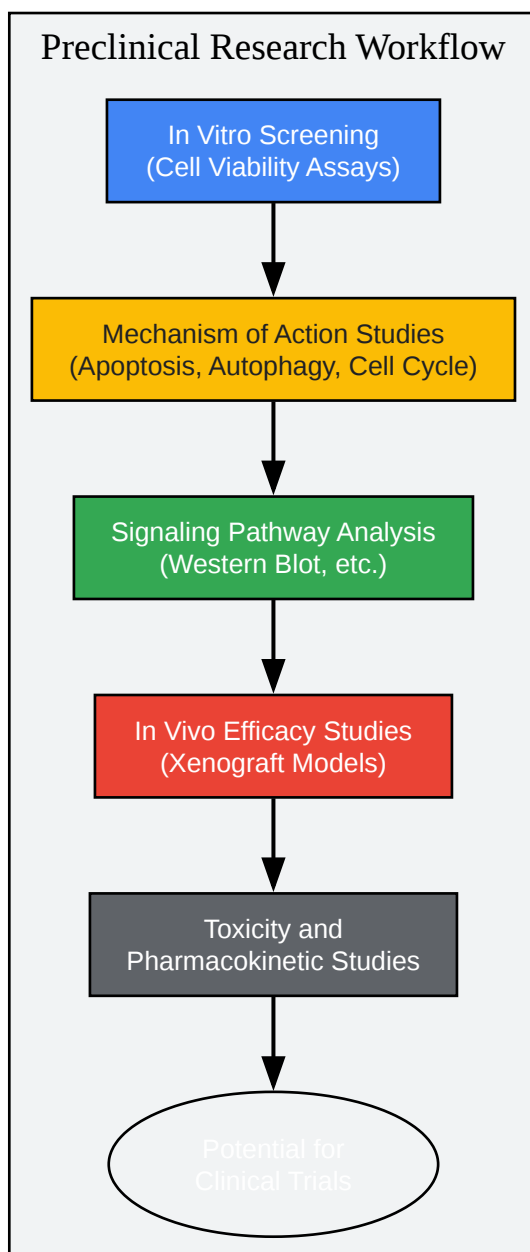 Preclinical Research Workflow
In Vitro Screening
(Cell Viability Assays)
Mechanism of Action Studies
(Apoptosis, Autophagy, Cell Cycle)
Signaling Pathway Analysis
(Western Blot, etc.)
In Vivo Efficacy Studies
(Xenograft Models)
Toxicity and
Pharmacokinetic Studies
Potential for
Clinical Trials